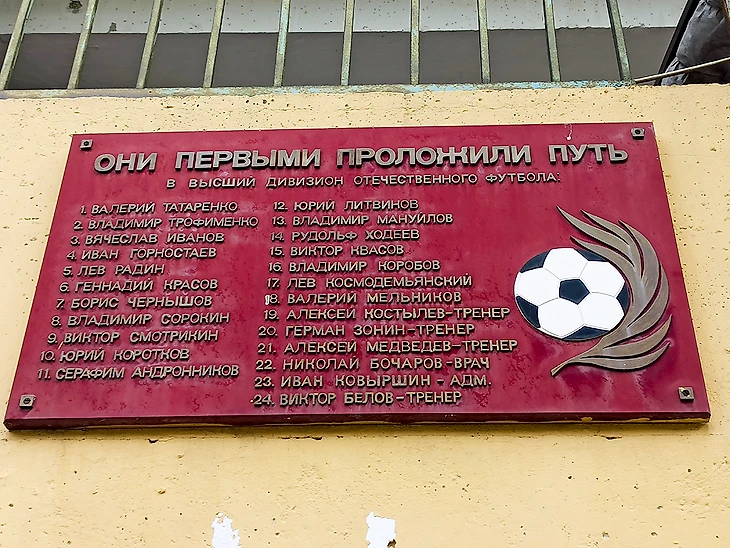 ОНИ ПЕРВЫМИ ПРОЛОЖИЛИ ПУТЬ
В ВЫСШИЙ ДИВИЗИОН ОТЕЧЕСТВЕННОГО ФУТБОЛА:
1. ВАЛЕРИЙ ТАТАРЕНКО
2. ВЛАДИМИР ТРОФИМЕНКО
3. ВЯЧЕСЛАВ ИВАНОВ
4. ИВАН ГОРНОСТАЕВ
5. ЛЕВ РАДИН
6. ГЕННАДИЙ КРАСОВ
7. БОРИС ЧЕРНЫШОВ
8. ВЛАДИМИР СОРОКИН
9. ВИКТОР СМОТРИКИН
10. ЮРИЙ КОРОТКОВ
11. СЕРАФИМ АНДРОННИКОВ
12. ЮРИЙ ЛИТВИНОВ
13. ВЛАДИМИР МАНУЙЛОВ
14. РУДОЛЬФ ХОДЕЕВ
15. ВИКТОР КВАСОВ
16. ВЛАДИМИР КОРОБОВ
17. ЛЕВ КОСМОДЕМЬЯНСКИЙ
18. ВАЛЕРИЙ МЕЛЬНИКОВ
19. АЛЕКСЕЙ КОСТЫЛЕВ-ТРЕНЕР
20. ГЕРМАН ЗОНИН-ТРЕНЕР
21. АЛЕКСЕЙ МЕДВЕДЕВ-ТРЕНЕР
22. НИКОЛАЙ БОЧАРОВ-ВРАЧ
23. ИВАН КОВЫРШИН - АДМ.
24. ВИКТОР БЕЛОВ-ТРЕНЕР